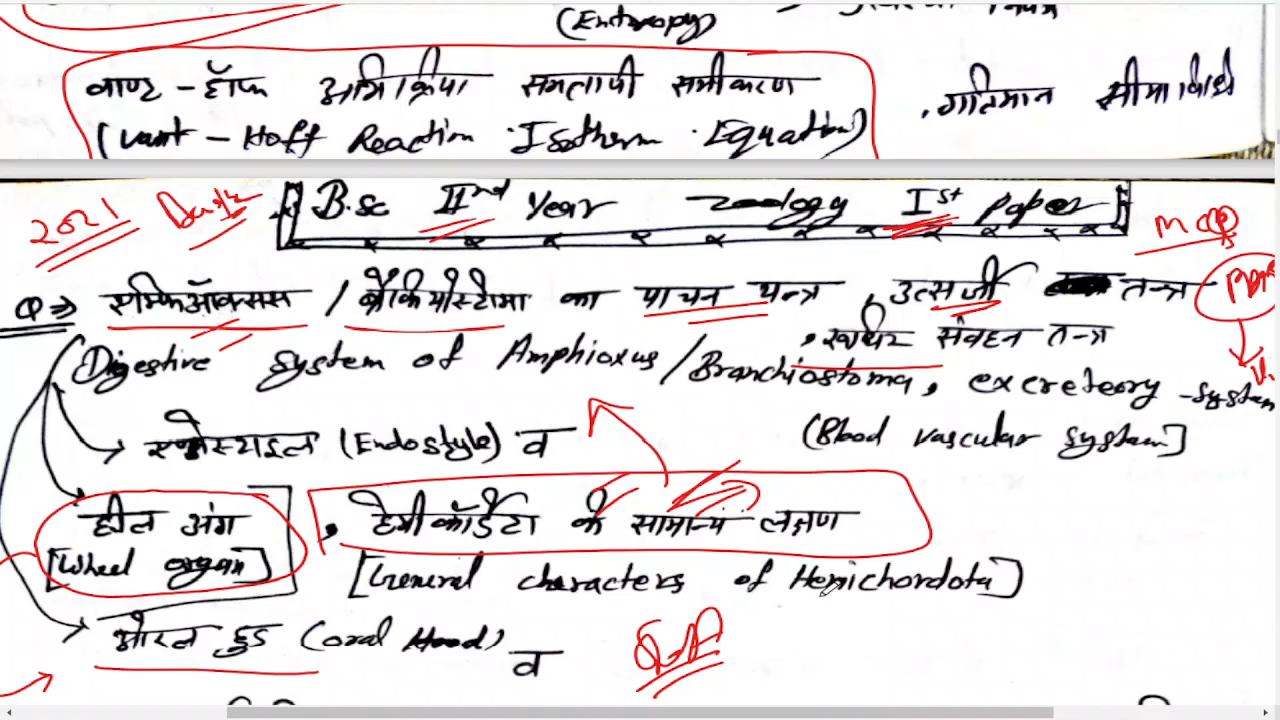 (Entropy)
वाण्ट - हॉफ अभिक्रिया समतापी समीकरण
, गतिमान सीमा विधि
(Vant - Hoff Reaction Isotherm Equation)
B.sc IInd Year Zoology Ist paper
2021
MCQ
Q ⇒ एम्फिऑक्सस / ब्रैंकियोस्टोमा का पाचन यन्त्र, उत्सर्जी तन्त्र
, रुधिर संवहन तन्त्र
Digestive system of Amphioxus / Branchiostoma, excreteory - system
(Blood vascular system]
→ एण्डोस्टाइल (Endostyle) व
व्हील अंग
[Wheel organ]
, हेमीकॉर्डेटा के सामान्य लक्षण
[General characters of Hemichordata]
→ ओरल हुड (oral Hood) व